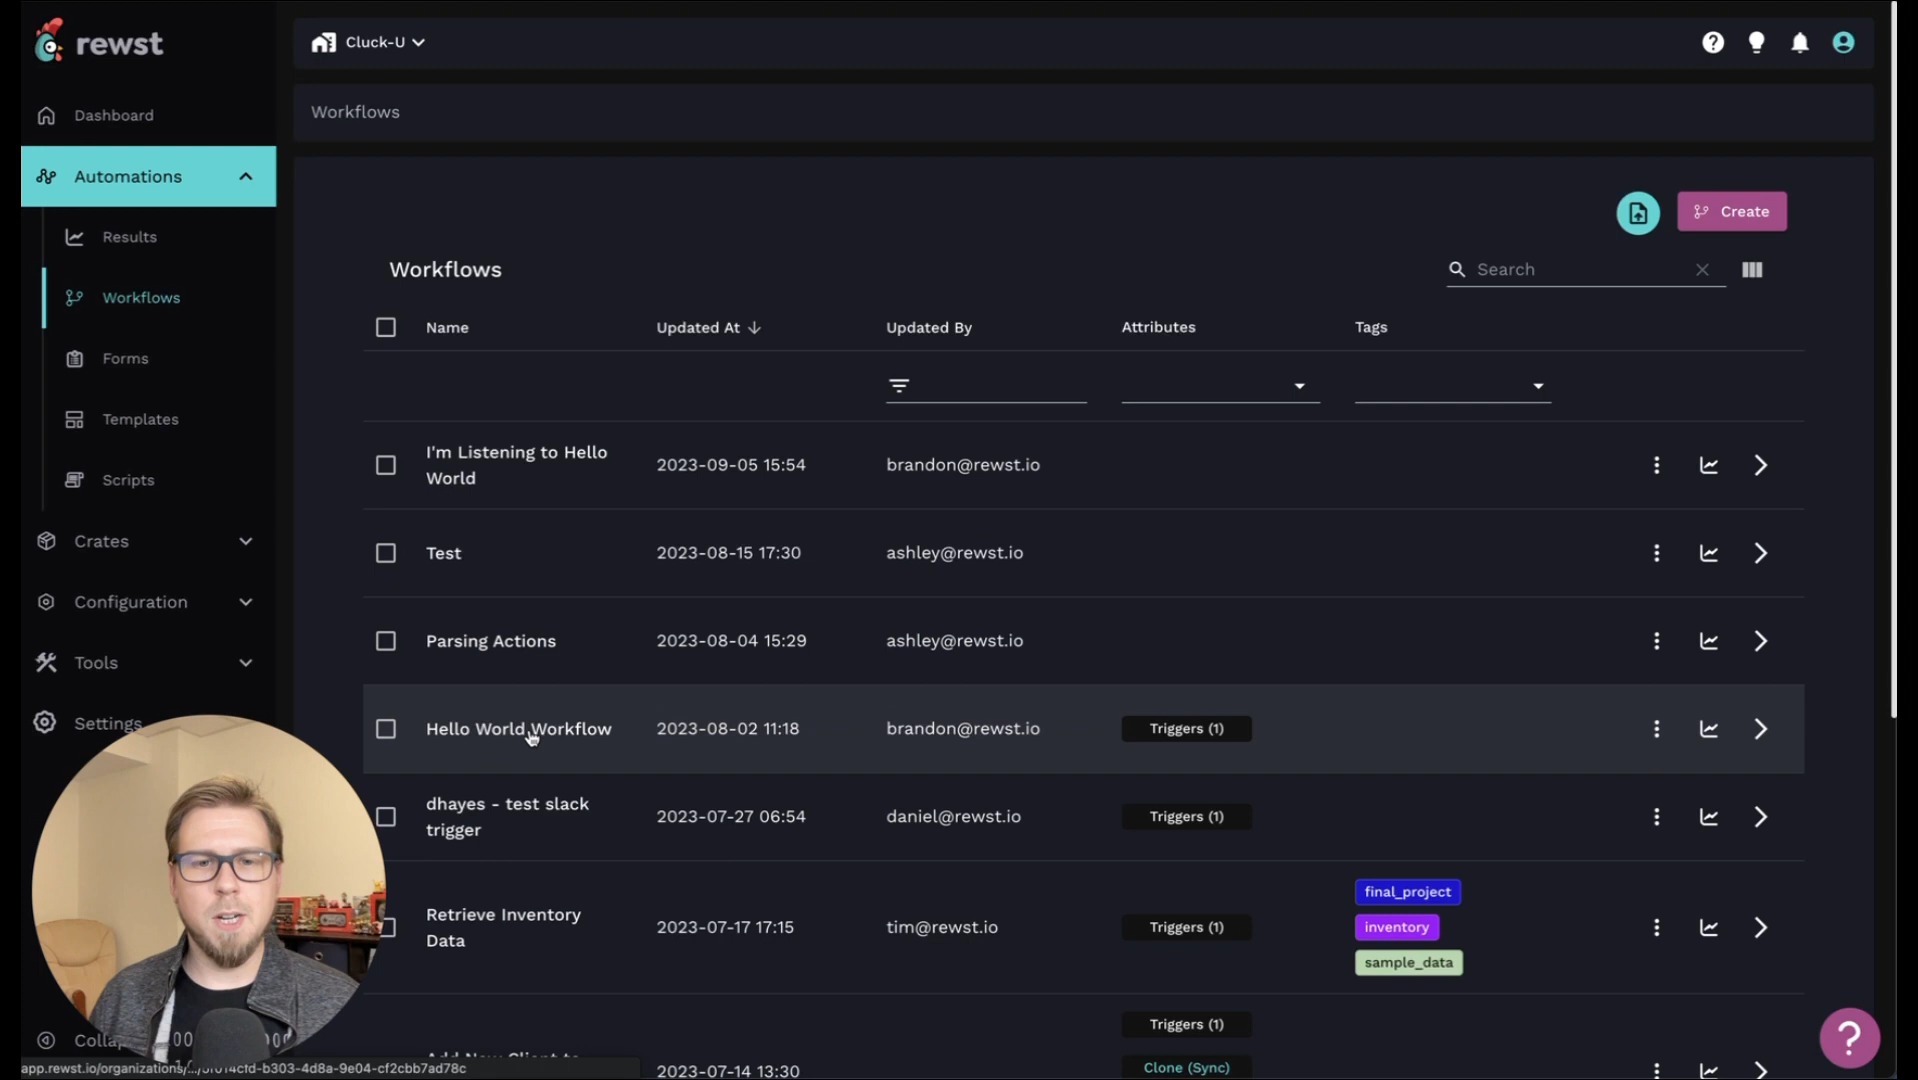 rewst
Cluck-U
Dashboard
Workflows
Automations
Create
Results
Workflows
Search
Workflows
Name
Updated At
Updated By
Attributes
Tags
Forms
Templates
I'm Listening to Hello
World
2023-09-05 15:54
brandon@rewst.io
Scripts
Crates
Test
2023-08-15 17:30
ashley@rewst.io
Configuration
Parsing Actions
2023-08-04 15:29
ashley@rewst.io
Tools
Settings
Hello World Workflow
2023-08-02 11:18
brandon@rewst.io
Triggers (1)
dhayes - test slack
trigger
2023-07-27 06:54
daniel@rewst.io
Triggers (1)
Retrieve Inventory
Data
2023-07-17 17:15
tim@rewst.io
Triggers (1)
final_project
inventory
sample_data
Triggers (1)
2023-07-14 13:30
Clone (Sync)